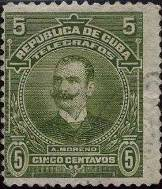 5 5
REPUBLICA DE CUBA
TELEGRAFOS
A. MORENO
5 CINCO CENTAVOS 5